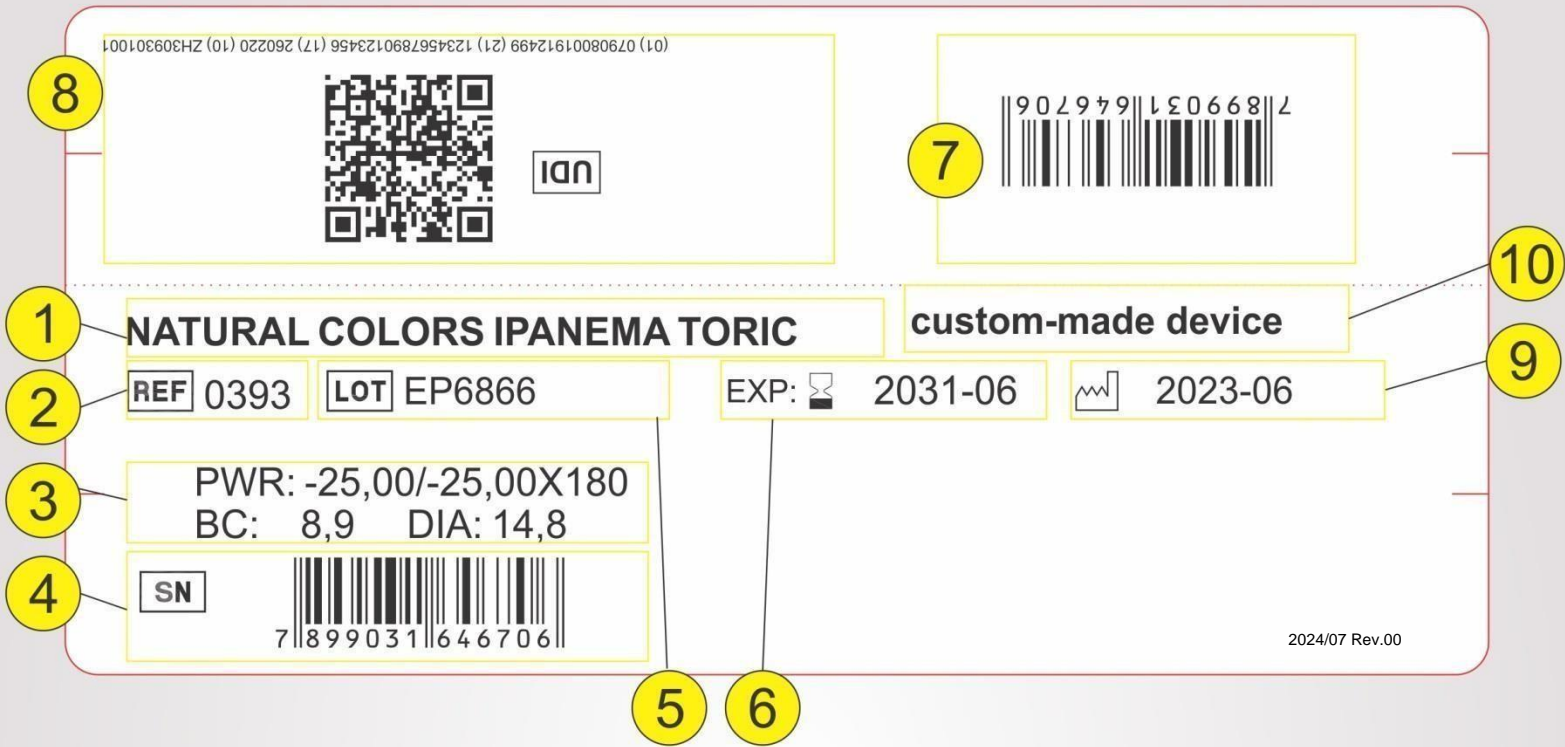 (01) 07908001912499 (21) 1234567890123456 (17) 260220 (10) ZH309301001
8
UDI
7 899031 646706
7
10
1
NATURAL COLORS IPANEMA TORIC
custom-made device
9
2
REF 0393
LOT EP6866
EXP: 2031-06
2023-06
3
PWR: -25,00/-25,00X180
BC: 8,9 DIA: 14,8
4
SN
7 899031 646706
2024/07 Rev.00
5
6